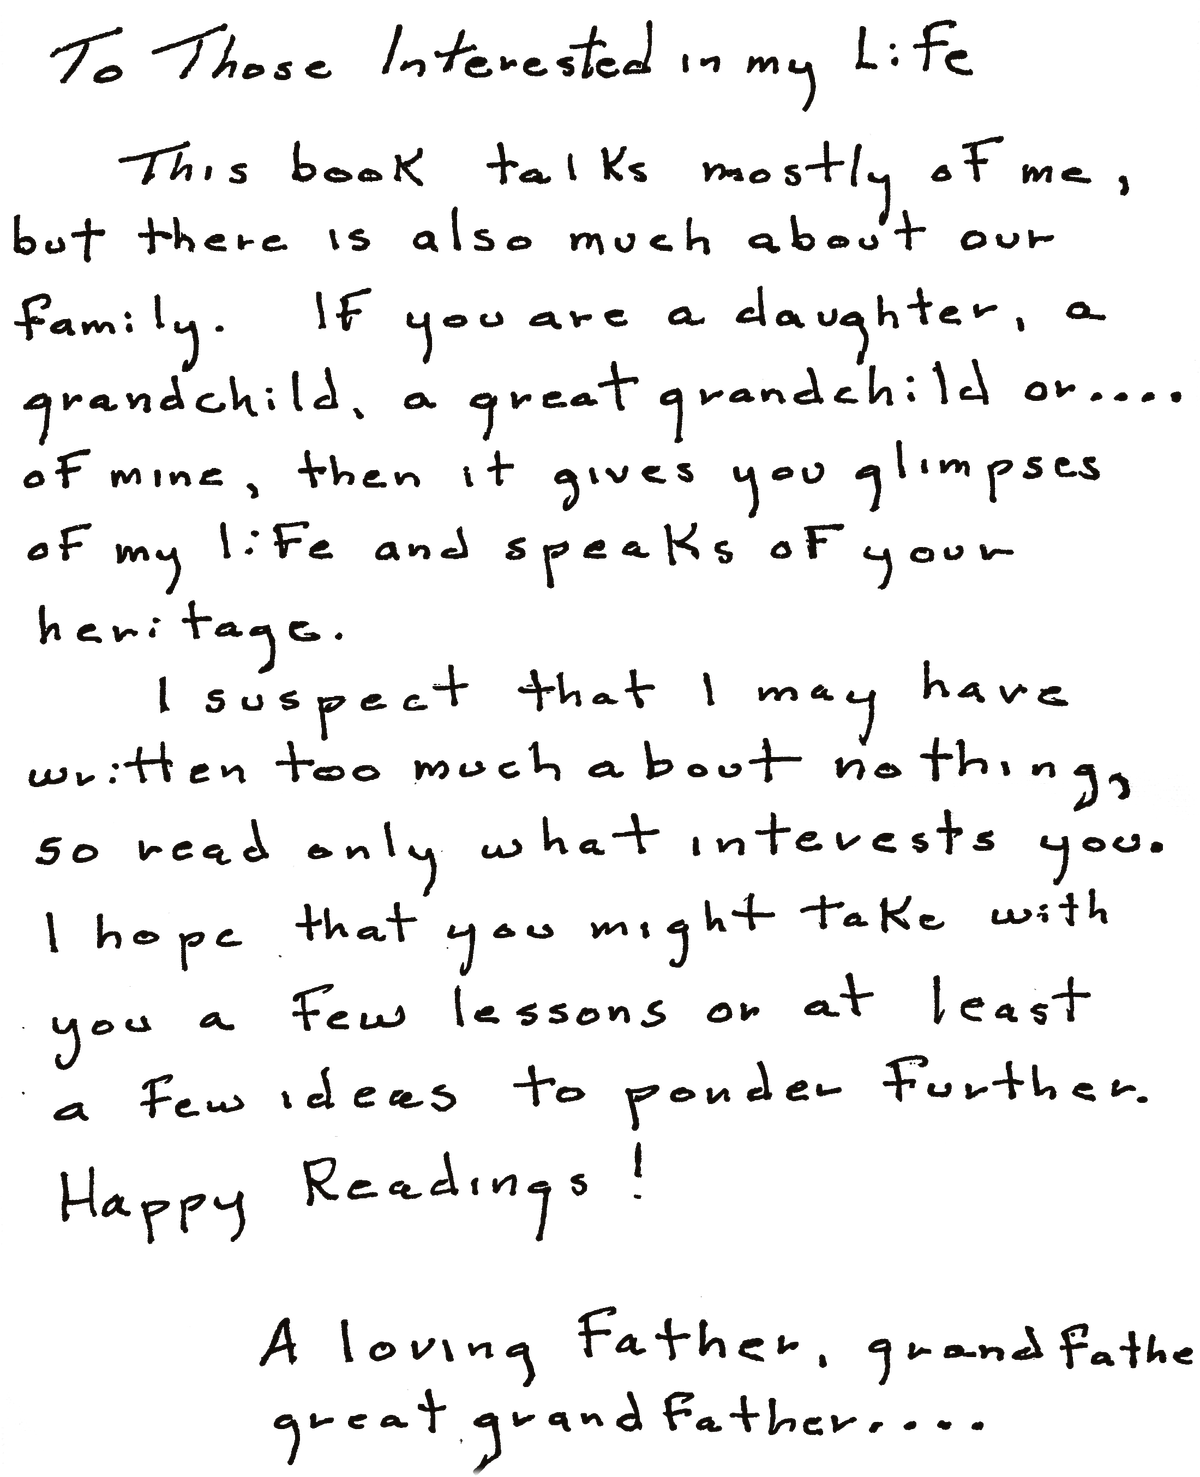 To Those Interested in my Life
This book talks mostly of me,
but there is also much about our
family. If you are a daughter, a
grandchild, a great grandchild or....
of mine, then it gives you glimpses
of my life and speaks of your
heritage.
I suspect that I may have
written too much about nothing,
so read only what interests you.
I hope that you might take with
you a few lessons or at least
a few ideas to ponder further.
Happy Readings!
A loving Father, grandfathe
great grandfather....